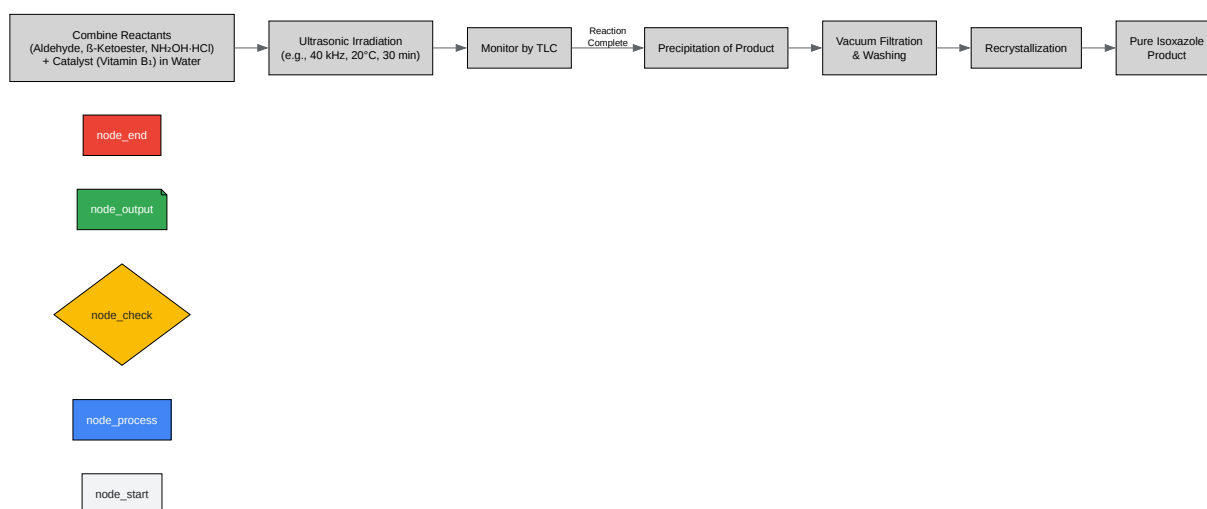 Combine Reactants
(Aldehyde, ß-Ketoester, NH₂OH·HCl)
+ Catalyst (Vitamin B₁) in Water
Ultrasonic Irradiation
(e.g., 40 kHz, 20°C, 30 min)
Monitor by TLC
Reaction
Complete
Precipitation of Product
Vacuum Filtration
& Washing
Recrystallization
Pure Isoxazole
Product
node_end
node_output
node_check
node_process
node_start